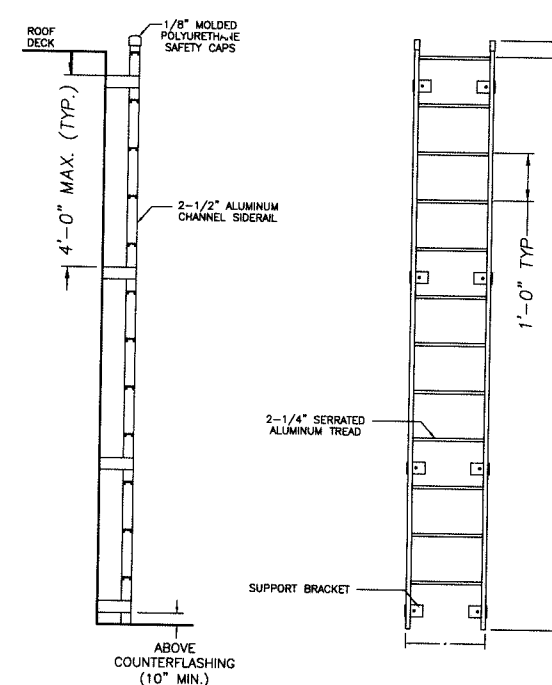 ROOF
DECK
1/8" MOLDED
POLYURETHANE
SAFETY CAPS
4'-0" MAX. (TYP.)
2-1/2" ALUMINUM
CHANNEL SIDERAIL
1'-0" TYP
2-1/4" SERRATED
ALUMINUM TREAD
SUPPORT BRACKET
ABOVE
COUNTERFLASHING
(10" MIN.)